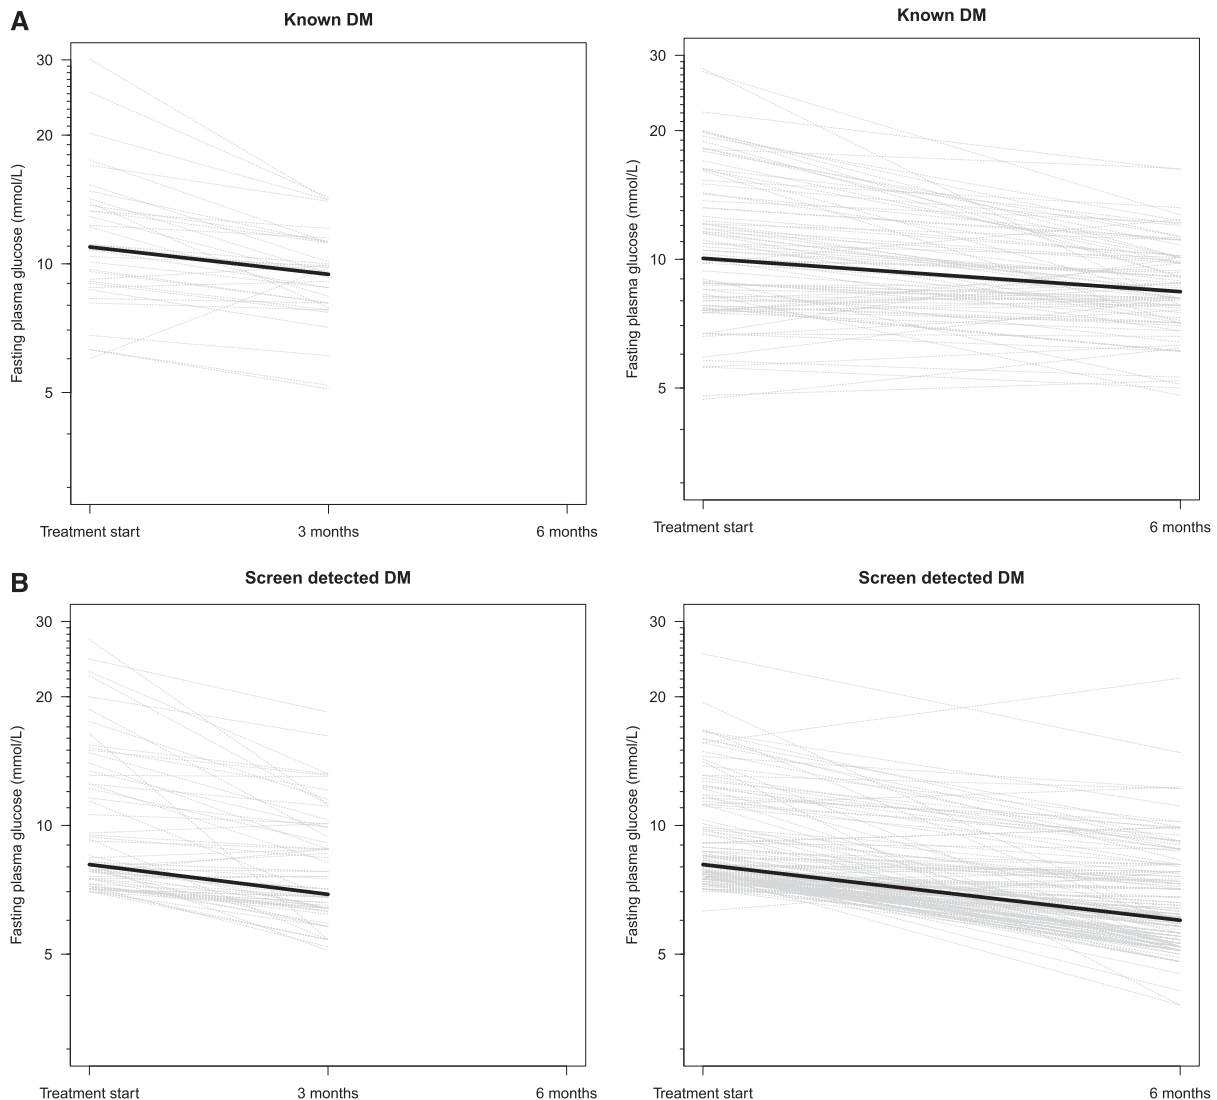 A
Known DM
Fasting plasma glucose (mmol/L)
30
20
10
5
Treatment start 3 months 6 months
Known DM
Fasting plasma glucose (mmol/L)
30
20
10
5
Treatment start 6 months
B
Screen detected DM
Fasting plasma glucose (mmol/L)
30
20
10
5
Treatment start 3 months 6 months
Screen detected DM
Fasting plasma glucose (mmol/L)
30
20
10
5
Treatment start 6 months